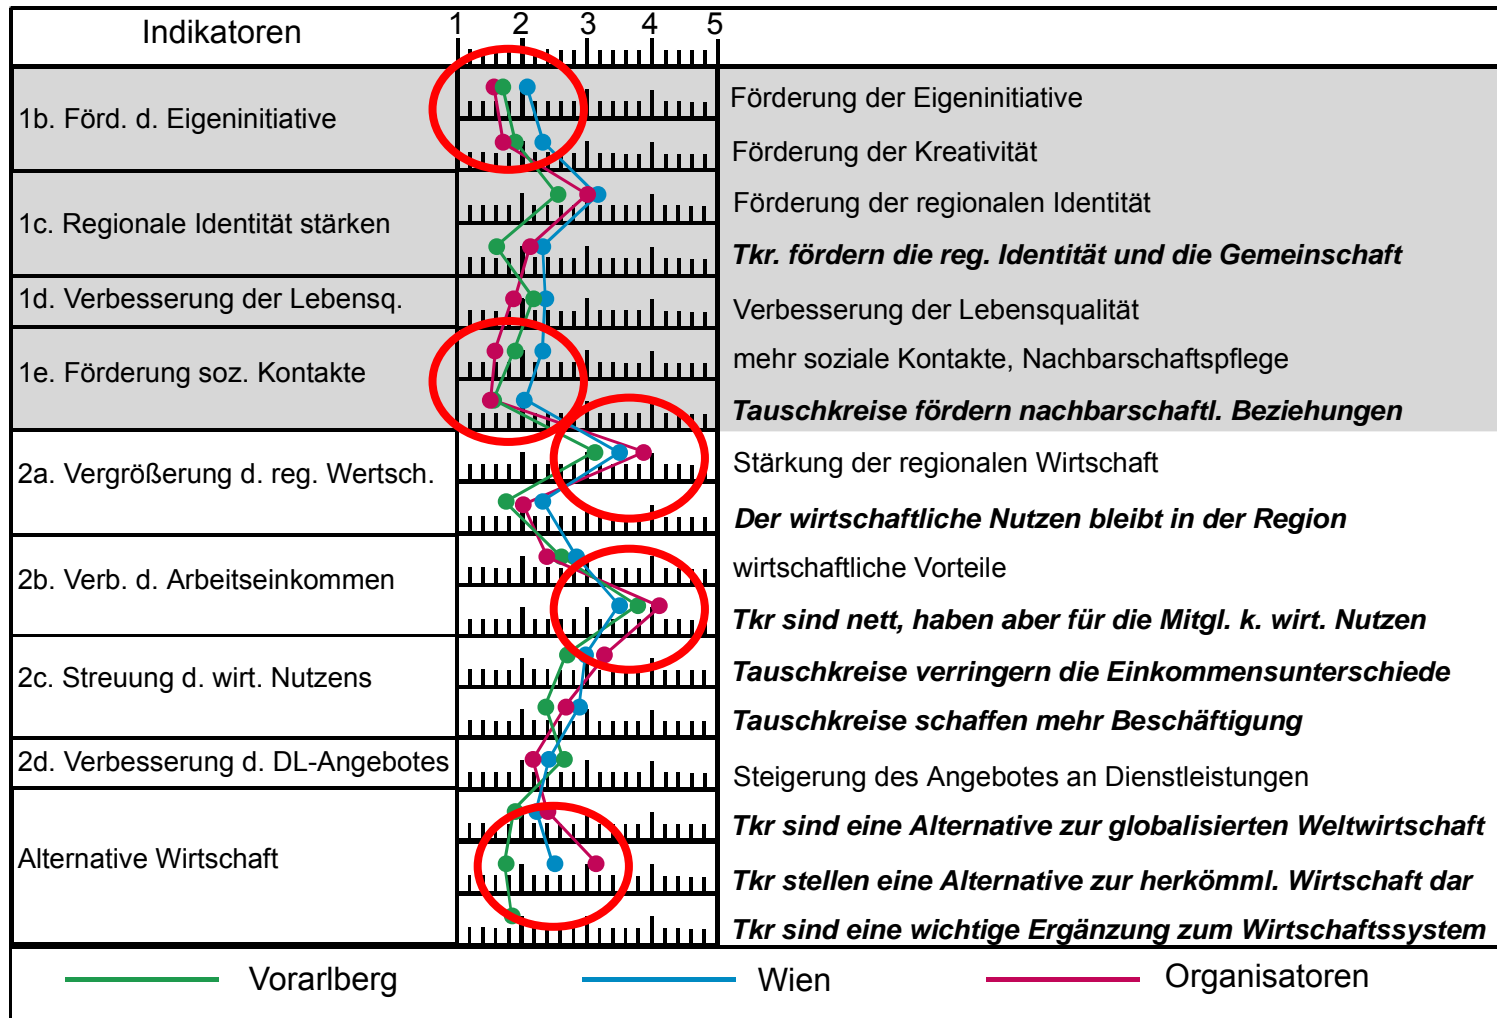 Indikatoren
1 2 3 4 5
1b. Förd. d. Eigeninitiative
Förderung der Eigeninitiative
Förderung der Kreativität
1c. Regionale Identität stärken
Förderung der regionalen Identität
Tkr. fördern die reg. Identität und die Gemeinschaft
1d. Verbesserung der Lebensq.
Verbesserung der Lebensqualität
1e. Förderung soz. Kontakte
mehr soziale Kontakte, Nachbarschaftspflege
Tauschkreise fördern nachbarschaftl. Beziehungen
2a. Vergrößerung d. reg. Wertsch.
Stärkung der regionalen Wirtschaft
Der wirtschaftliche Nutzen bleibt in der Region
2b. Verb. d. Arbeitseinkommen
wirtschaftliche Vorteile
Tkr sind nett, haben aber für die Mitgl. k. wirt. Nutzen
2c. Streuung d. wirt. Nutzens
Tauschkreise verringern die Einkommensunterschiede
Tauschkreise schaffen mehr Beschäftigung
2d. Verbesserung d. DL-Angebotes
Steigerung des Angebotes an Dienstleistungen
Alternative Wirtschaft
Tkr sind eine Alternative zur globalisierten Weltwirtschaft
Tkr stellen eine Alternative zur herkömml. Wirtschaft dar
Tkr sind eine wichtige Ergänzung zum Wirtschaftssystem
Vorarlberg
Wien
Organisatoren